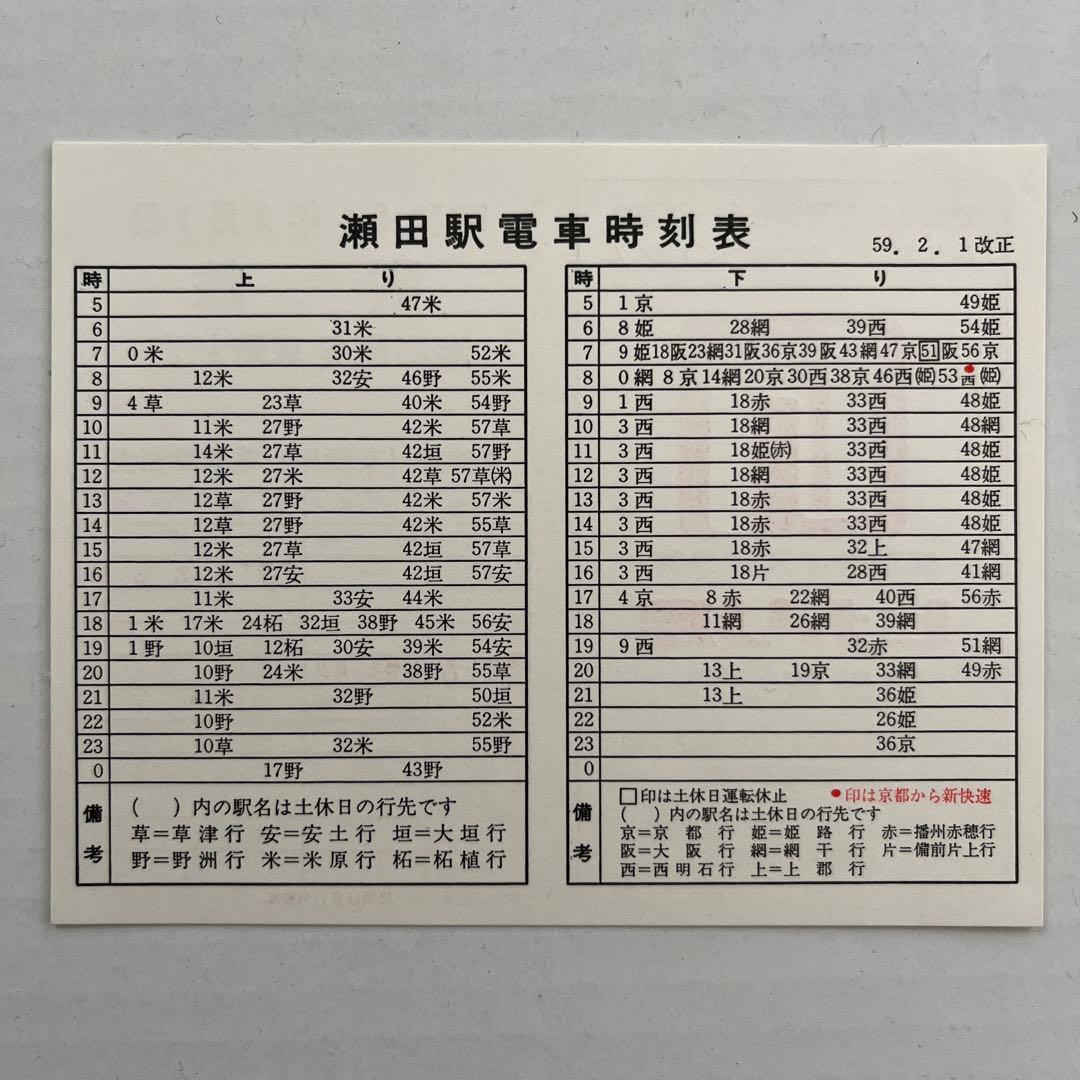 瀬田駅電車時刻表
59. 2. 1改正
時 上り
5 47米
6 31米
7 0米 30米 52米
8 12米 32安 46野 55米
9 4草 23草 40米 54野
10 11米 27野 42米 57草
11 14米 27草 42垣 57野
12 12米 27米 42草 57草(米)
13 12草 27野 42米 57米
14 12草 27野 42米 55草
15 12米 27草 42垣 57草
16 12米 27安 42垣 57安
17 11米 33安 44米
18 1米 17米 24柘 32垣 38野 45米 56安
19 1野 10垣 12柘 30安 39米 54安
20 10野 24米 38野 55草
21 11米 32野 50垣
22 10野 52米
23 10草 32米 55野
0 17野 43野
備考
( )内の駅名は土休日の行先です
草=草津行 安=安土行 垣=大垣行
野=野洲行 米=米原行 柘=柘植行
時 下り
5 1京 49姫
6 8姫 28網 39西 54姫
7 9姫 18阪 23網 31阪 36京 39阪 43網 47京 51阪 56京
8 0網 8京 14網 20京 30西 38京 46西(姫) 53西(姫)
9 1西 18赤 33西 48姫
10 3西 18網 33西 48網
11 3西 18姫(赤) 33西 48姫
12 3西 18網 33西 48姫
13 3西 18赤 33西 48姫
14 3西 18赤 33西 48姫
15 3西 18赤 32上 47網
16 3西 18片 28西 41網
17 4京 8赤 22網 40西 56赤
18 11網 26網 39網
19 9西 32赤 51網
20 13上 19京 33網 49赤
21 13上 36姫
22 26姫
23 36京
0
備考
□印は土休日運転休止 ●印は京都から新快速
( )内の駅名は土休日の行先です
京=京都行 姫=姫路行 赤=播州赤穂行
阪=大阪行 網=網干行 片=備前片上行
西=西明石行 上=上郡行